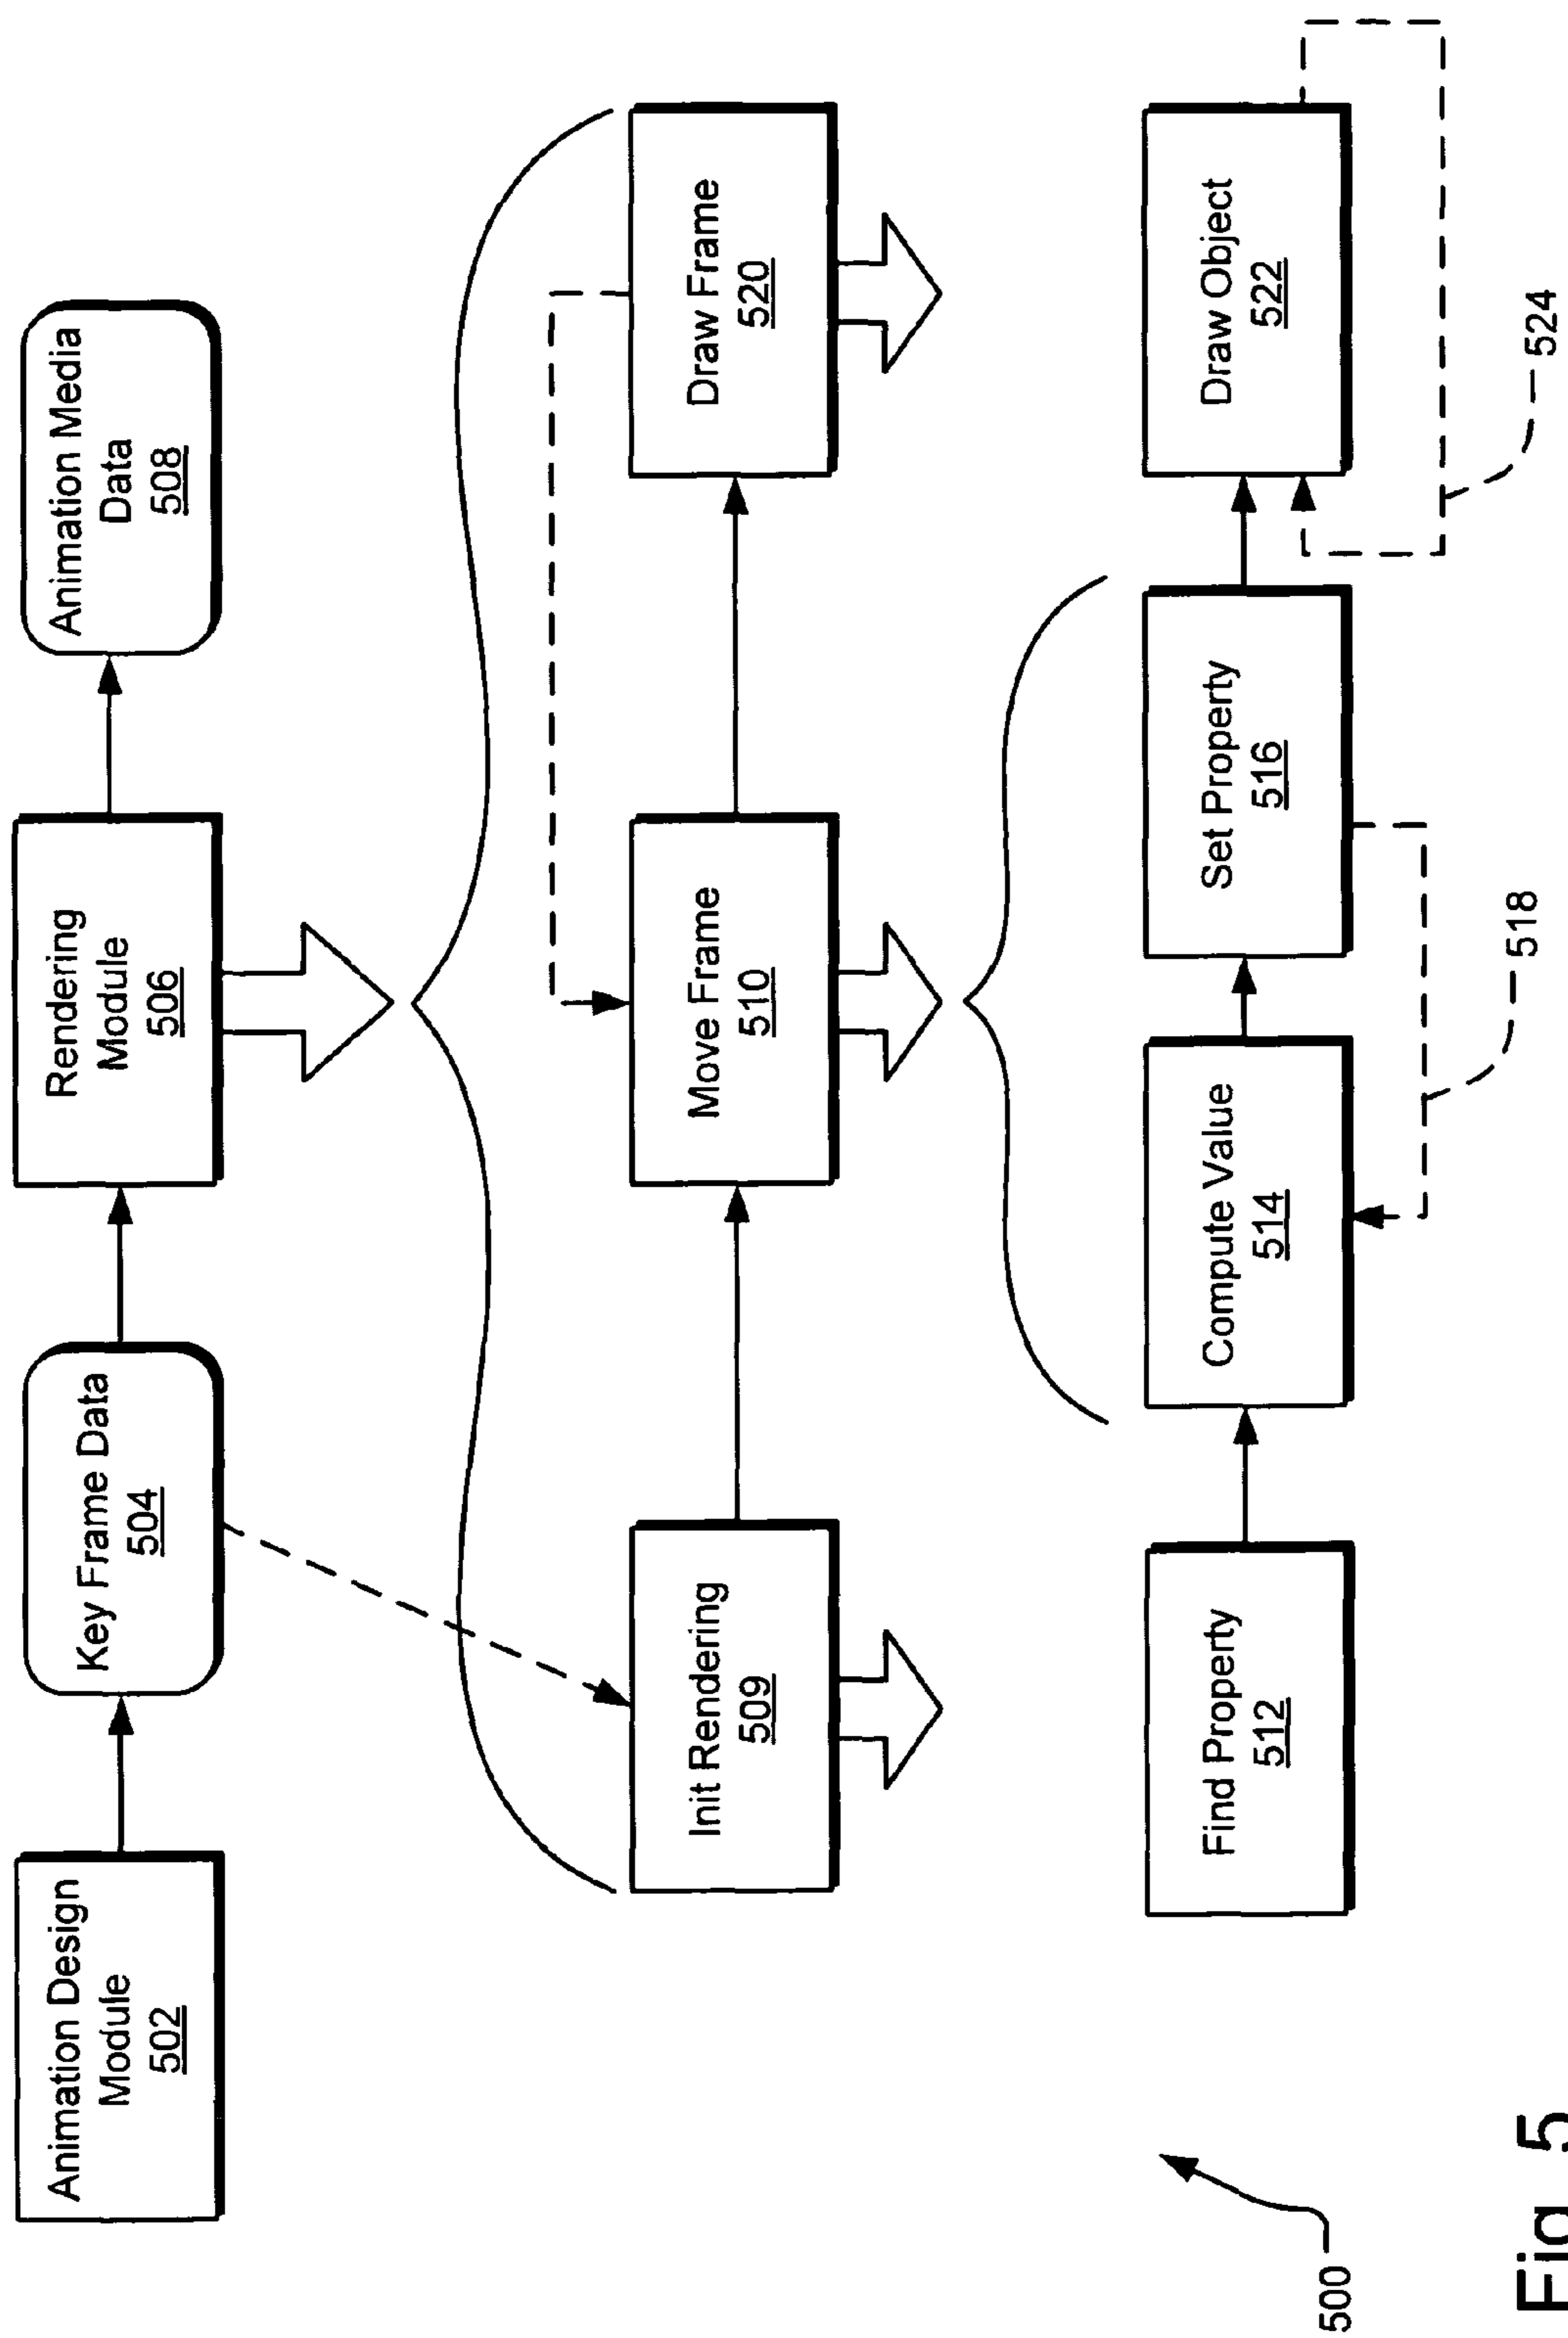 Animation Design
Module
502
Key Frame Data
504
Rendering
Module
506
Animation Media
Data
508
Init Rendering
509
Move Frame
510
Draw Frame
520
Find Property
512
Compute Value
514
Set Property
516
Draw Object
522
518
524
500
Fig. 5